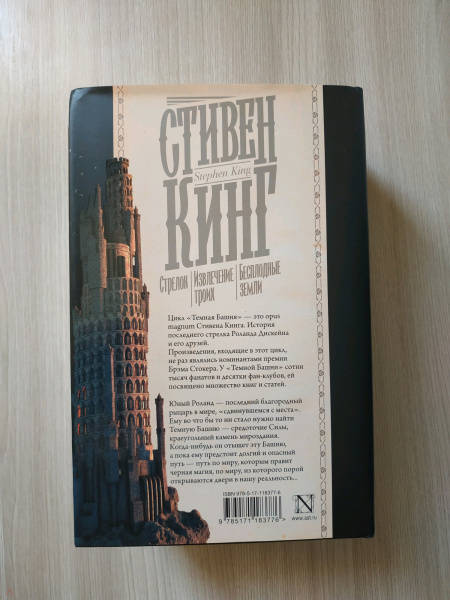 СТИВЕН
Stephen King
КИНГ
Стрелок | Извлечение троих | Бесплодные земли
Цикл «Темная Башня» — это opus
magnum Стивена Кинга. История
последнего стрелка Роланда Дискейна
и его друзей.
Произведения, входящие в этот цикл,
не раз являлись номинантами премии
Брэма Стокера. У «Темной Башни» сотни
тысяч фанатов и десятки фан-клубов, ей
посвящено множество книг и статей.
Юный Роланд — последний благородный
рыцарь в мире, «сдвинувшемся с места».
Ему во что бы то ни стало нужно найти
Темную Башню — средоточие Силы,
краеугольный камень мироздания.
Когда-нибудь он отыщет эту Башню,
а пока ему предстоит долгий и опасный
путь — путь по миру, которым правит
черная магия, по миру, из которого порой
открываются двери в нашу реальность...
ISBN 978-5-17-118377-6
9 785171 183776 >
N
www.ast.ru